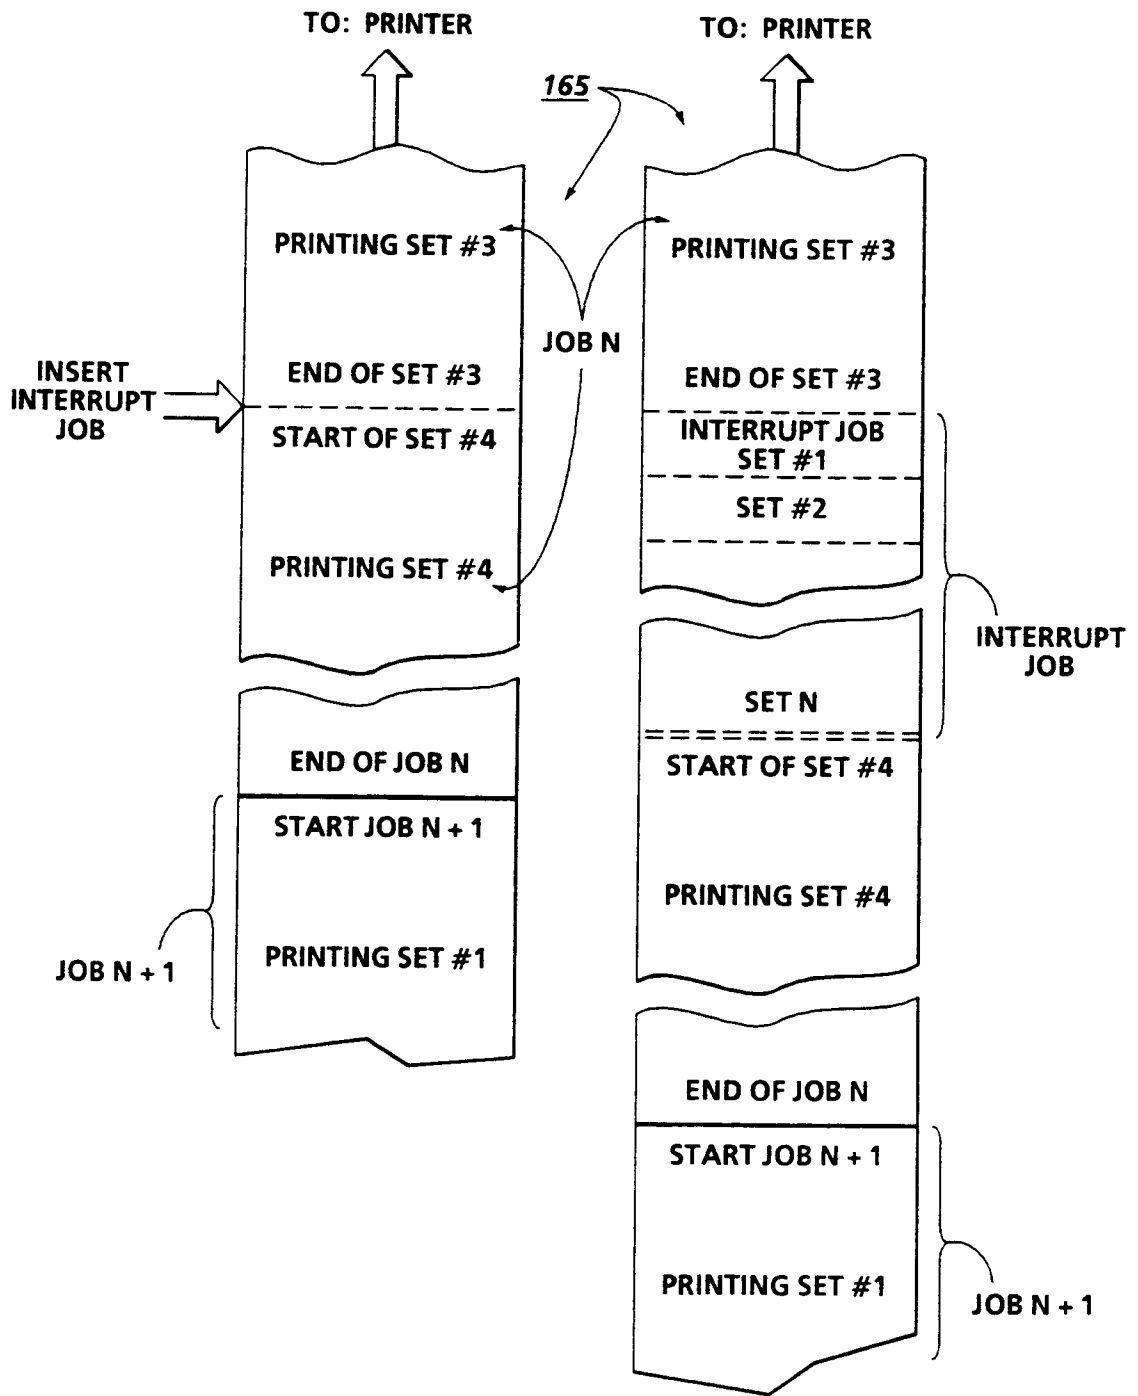 TO: PRINTER
TO: PRINTER
165
PRINTING SET #3
PRINTING SET #3
JOB N
INSERT
INTERRUPT
JOB
END OF SET #3
START OF SET #4
PRINTING SET #4
END OF JOB N
START JOB N + 1
PRINTING SET #1
JOB N + 1
END OF SET #3
INTERRUPT JOB
SET #1
SET #2
INTERRUPT
JOB
SET N
START OF SET #4
PRINTING SET #4
END OF JOB N
START JOB N + 1
PRINTING SET #1
JOB N + 1